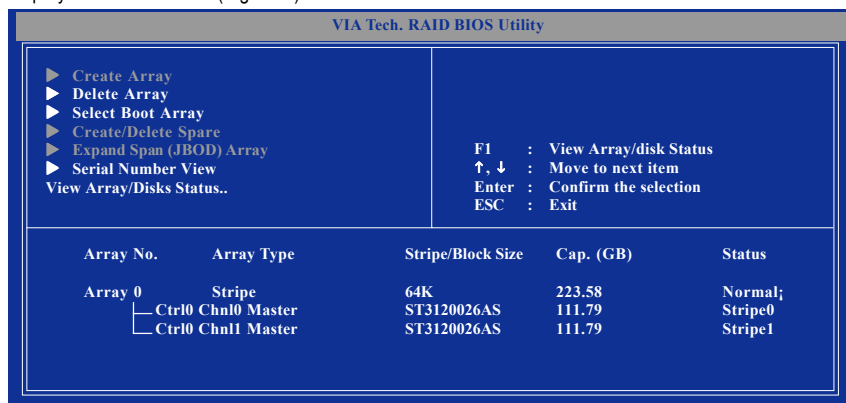 VIA Tech. RAID BIOS Utility
Create Array
Delete Array
Select Boot Array
Create/Delete Spare
Expand Span (JBOD) Array
Serial Number View
View Array/Disks Status..
F1 : View Array/disk Status
↑, ↓ : Move to next item
Enter : Confirm the selection
ESC : Exit
Array No. Array Type Stripe/Block Size Cap. (GB) Status
Array 0 Stripe 64K 223.58 Normal¡
Ctrl0 Chnl0 Master ST3120026AS 111.79 Stripe0
Ctrl0 Chnl1 Master ST3120026AS 111.79 Stripe1